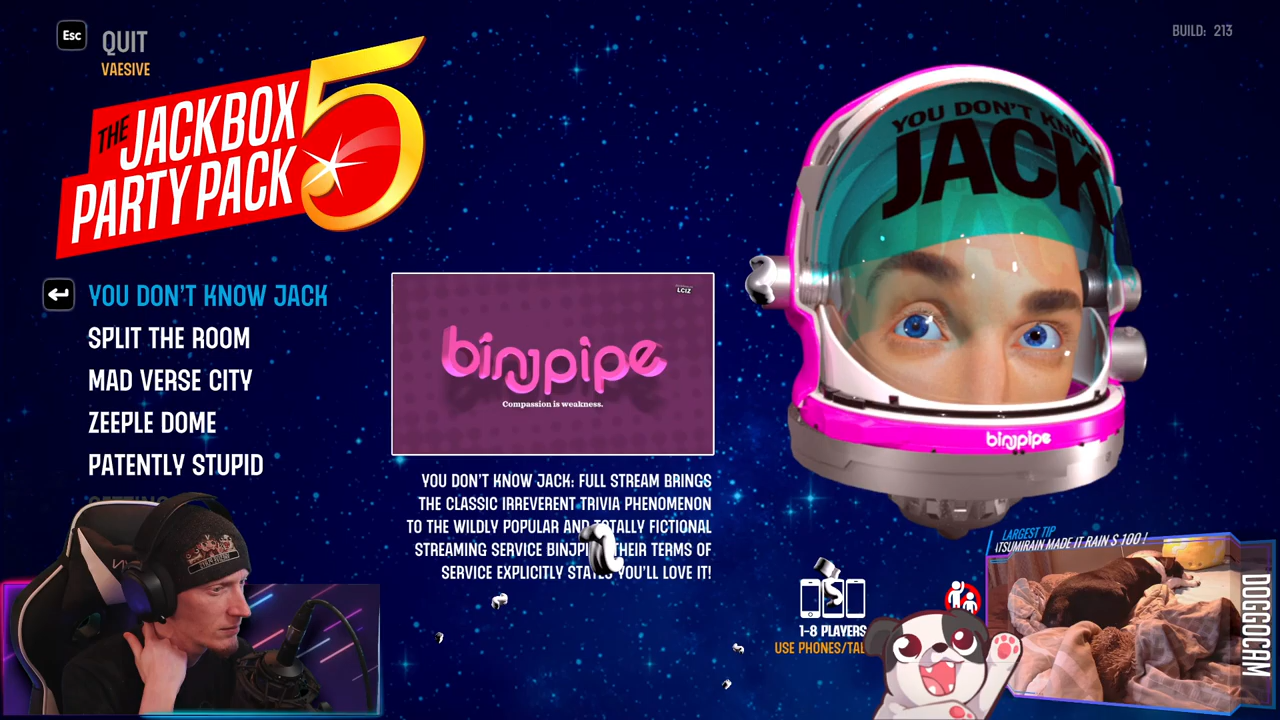 Esc QUIT
VAESIVE
BUILD: 213
THE JACKBOX
PARTY PACK 5
YOU DON'T KNOW
JACK
YOU DON'T KNOW JACK
SPLIT THE ROOM
MAD VERSE CITY
ZEEPLE DOME
PATENTLY STUPID
LCIZ
binjpipe
Compassion is weakness.
YOU DON'T KNOW JACK: FULL STREAM BRINGS
THE CLASSIC IRREVERENT TRIVIA PHENOMENON
TO THE WILDLY POPULAR AND TOTALLY FICTIONAL
STREAMING SERVICE BINJPIPE. THEIR TERMS OF
SERVICE EXPLICITLY STATES YOU'LL LOVE IT!
binjpipe
1-8 PLAYERS
USE PHONES/TAB
LARGEST TIP
ITSUMIRAIN MADE IT RAIN $ 100 !
DOGGOCAM